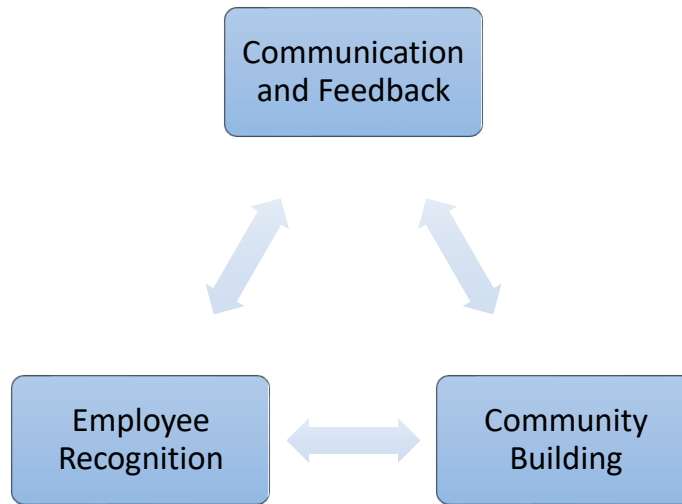 Communication
and Feedback
Employee
Recognition
Community
Building